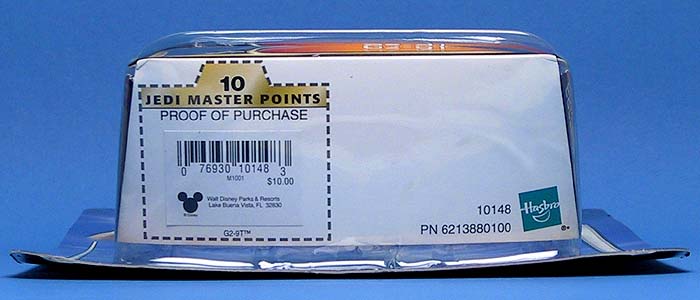 10
JEDI MASTER POINTS
PROOF OF PURCHASE
0 76930 10148 3
M1001
$10.00
Walt Disney Parks & Resorts
Lake Buena Vista, FL 32830
© Disney
G2-9T™
10148
PN 6213880100
Hasbro
®.